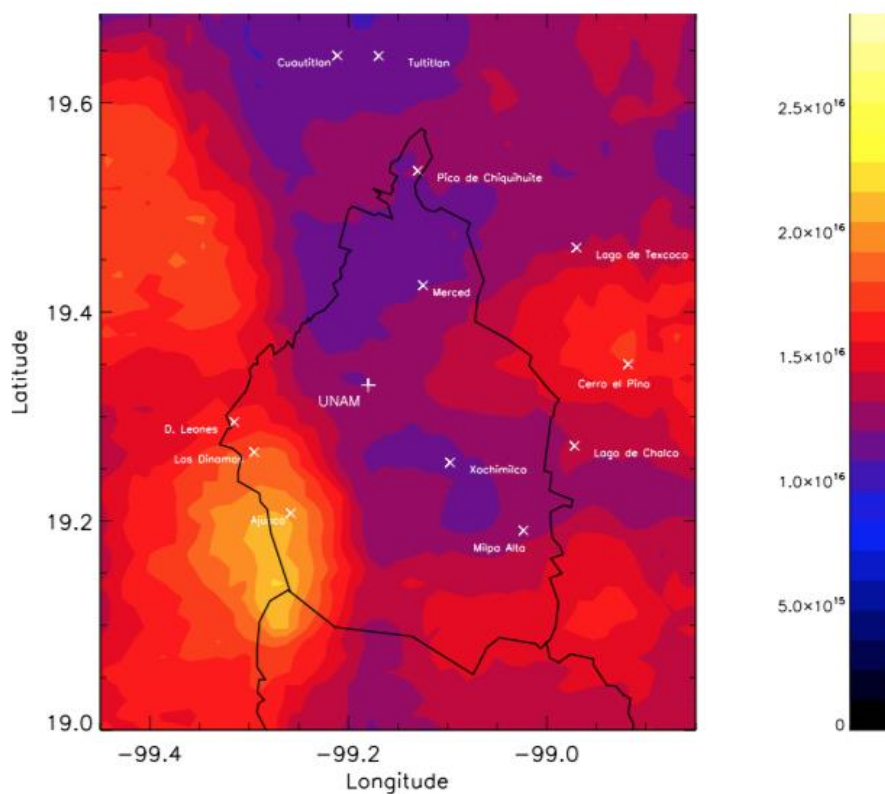 Cuautitlan
Tultitlan
19.6
2.5×10¹⁶
Pico de Chiquihuite
Lago de Texcoco
2.0×10¹⁶
Merced
19.4
1.5×10¹⁶
Cerro el Pino
Latitude
UNAM
D. Leones
Los Dinamos
Lago de Chalco
Xochimilco
1.0×10¹⁶
19.2
Ajusco
Milpa Alta
5.0×10¹⁵
19.0
0
−99.4
−99.2
−99.0
Longitude